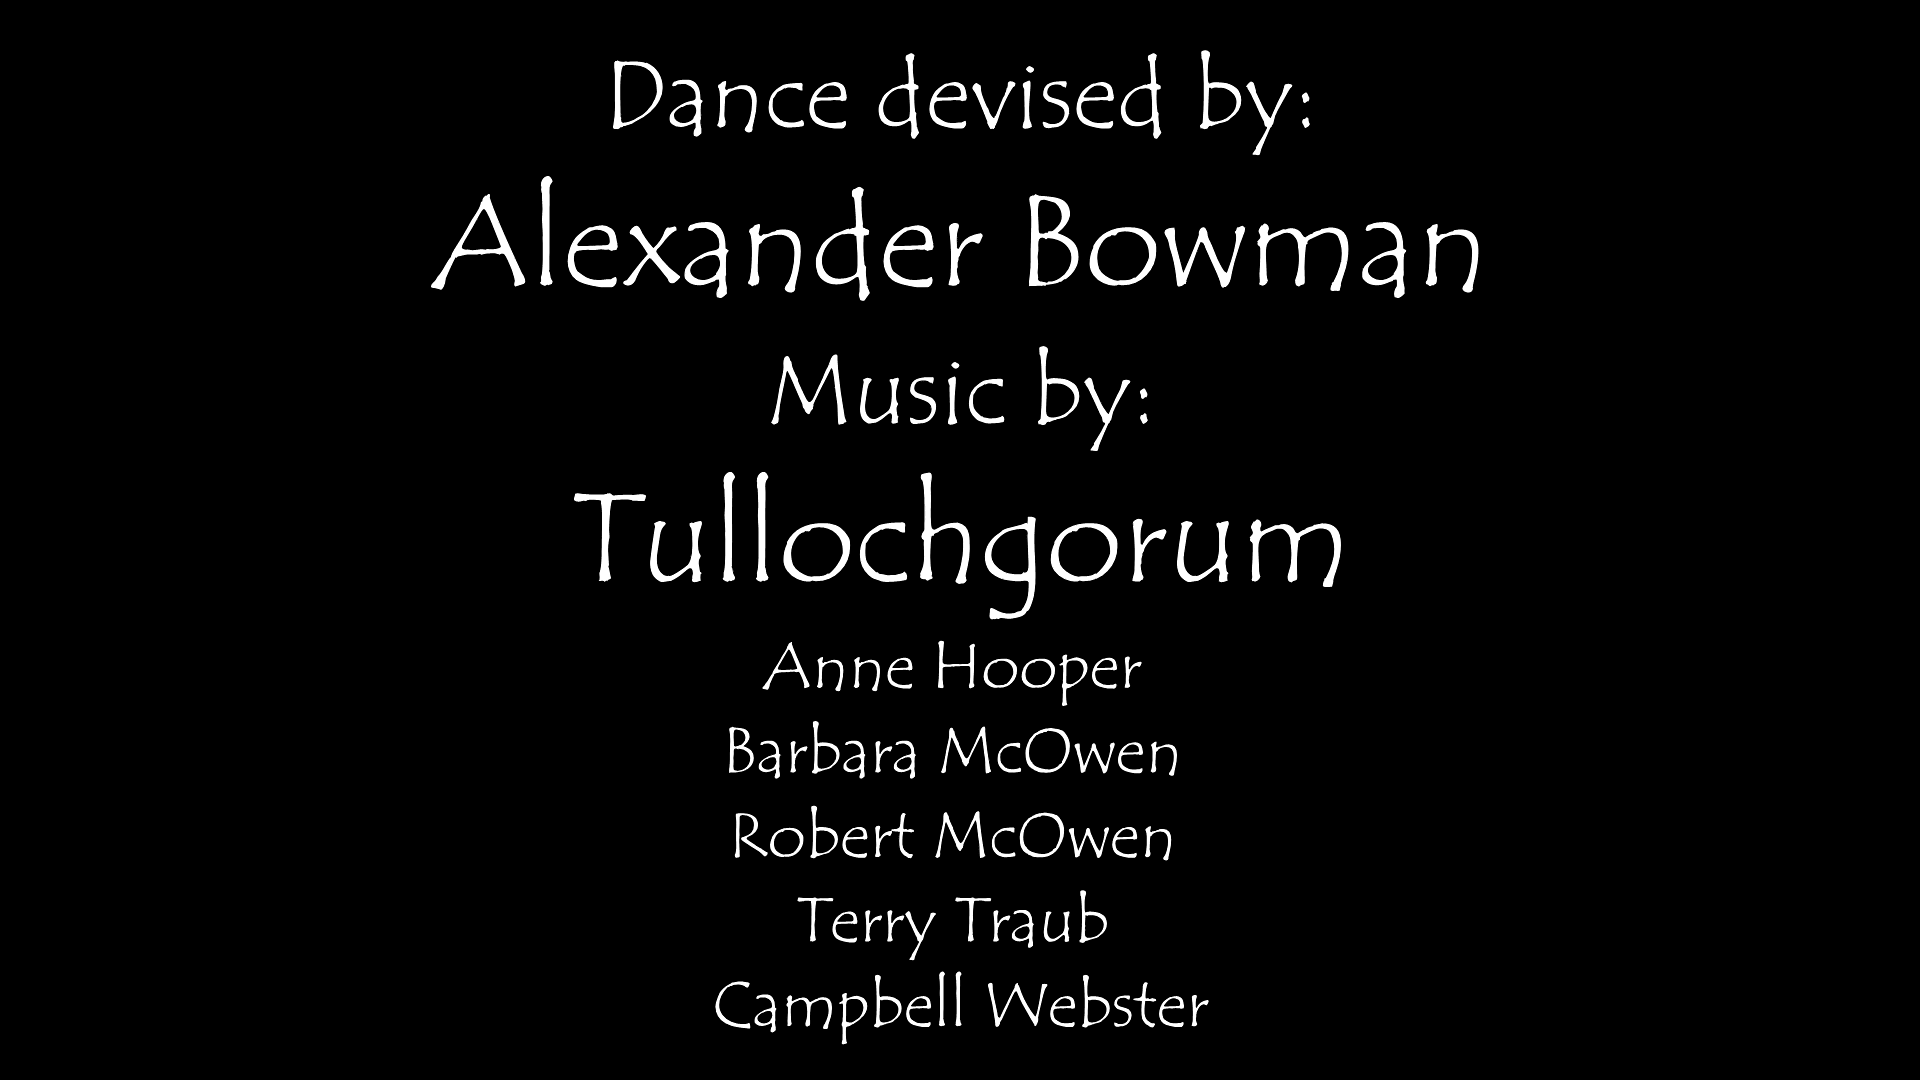 Dance devised by:
Alexander Bowman
Music by:
Tullochgorum
Anne Hooper
Barbara McOwen
Robert McOwen
Terry Traub
Campbell Webster